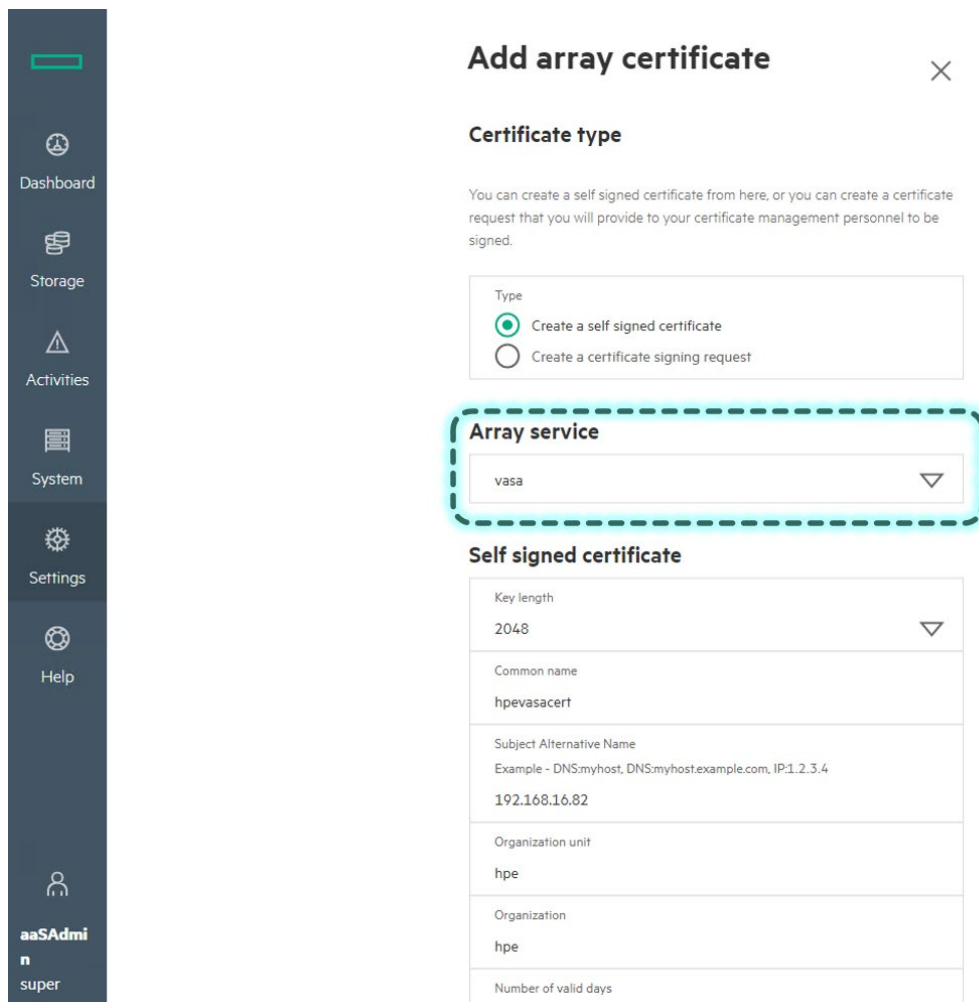 Dashboard
Storage
Activities
System
Settings
Help
aaSAdmi
n
super
Add array certificate
Certificate type
You can create a self signed certificate from here, or you can create a certificate
request that you will provide to your certificate management personnel to be
signed.
Type
Create a self signed certificate
Create a certificate signing request
Array service
vasa
Self signed certificate
Key length
2048
Common name
hpevasacert
Subject Alternative Name
Example - DNS:myhost, DNS:myhost.example.com, IP:1.2.3.4
192.168.16.82
Organization unit
hpe
Organization
hpe
Number of valid days